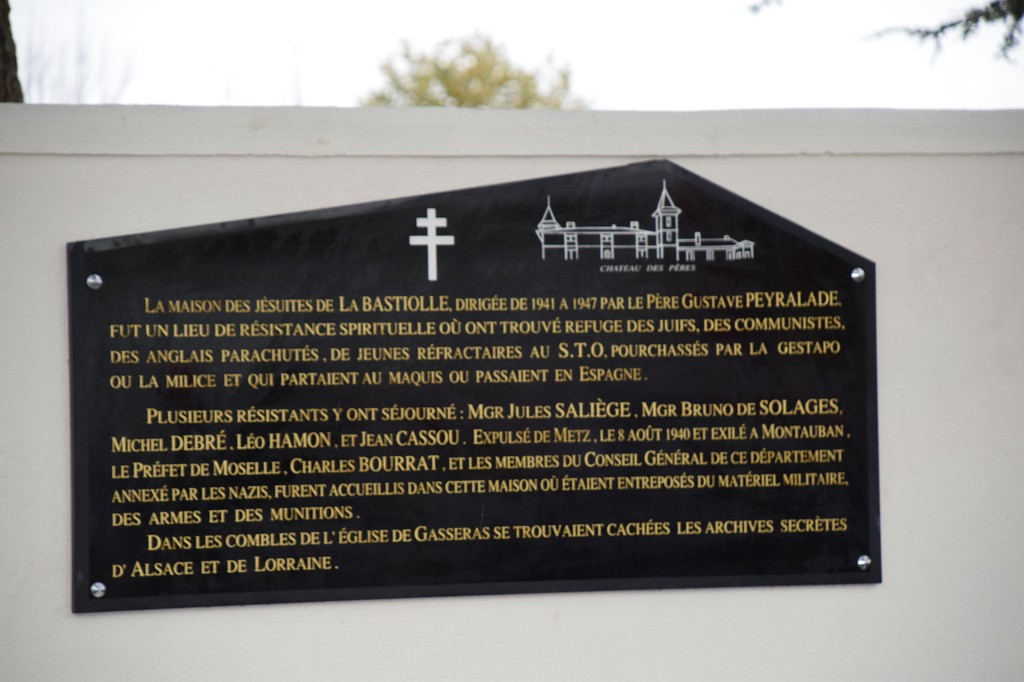 CHATEAU DES PÈRES
LA MAISON DES JÉSUITES DE LA BASTIOLLE, DIRIGÉE DE 1941 A 1947 PAR LE PÈRE GUSTAVE PEYRALADE,
FUT UN LIEU DE RÉSISTANCE SPIRITUELLE OÙ ONT TROUVÉ REFUGE DES JUIFS, DES COMMUNISTES,
DES ANGLAIS PARACHUTÉS, DE JEUNES RÉFRACTAIRES AU S.T.O, POURCHASSÉS PAR LA GESTAPO
OU LA MILICE ET QUI PARTAIENT AU MAQUIS OU PASSAIENT EN ESPAGNE.
PLUSIEURS RÉSISTANTS Y ONT SÉJOURNÉ : MGR JULES SALIÈGE, MGR BRUNO DE SOLAGES,
MICHEL DEBRÉ, LÉO HAMON, ET JEAN CASSOU. EXPULSÉ DE METZ, LE 8 AOÛT 1940 ET EXILÉ A MONTAUBAN,
LE PRÉFET DE MOSELLE, CHARLES BOURRAT, ET LES MEMBRES DU CONSEIL GÉNÉRAL DE CE DÉPARTEMENT
ANNEXÉ PAR LES NAZIS, FURENT ACCUEILLIS DANS CETTE MAISON OÙ ÉTAIENT ENTREPOSÉS DU MATÉRIEL MILITAIRE,
DES ARMES ET DES MUNITIONS.
DANS LES COMBLES DE L'ÉGLISE DE GASSERAS SE TROUVAIENT CACHÉES LES ARCHIVES SECRÈTES
D'ALSACE ET DE LORRAINE.